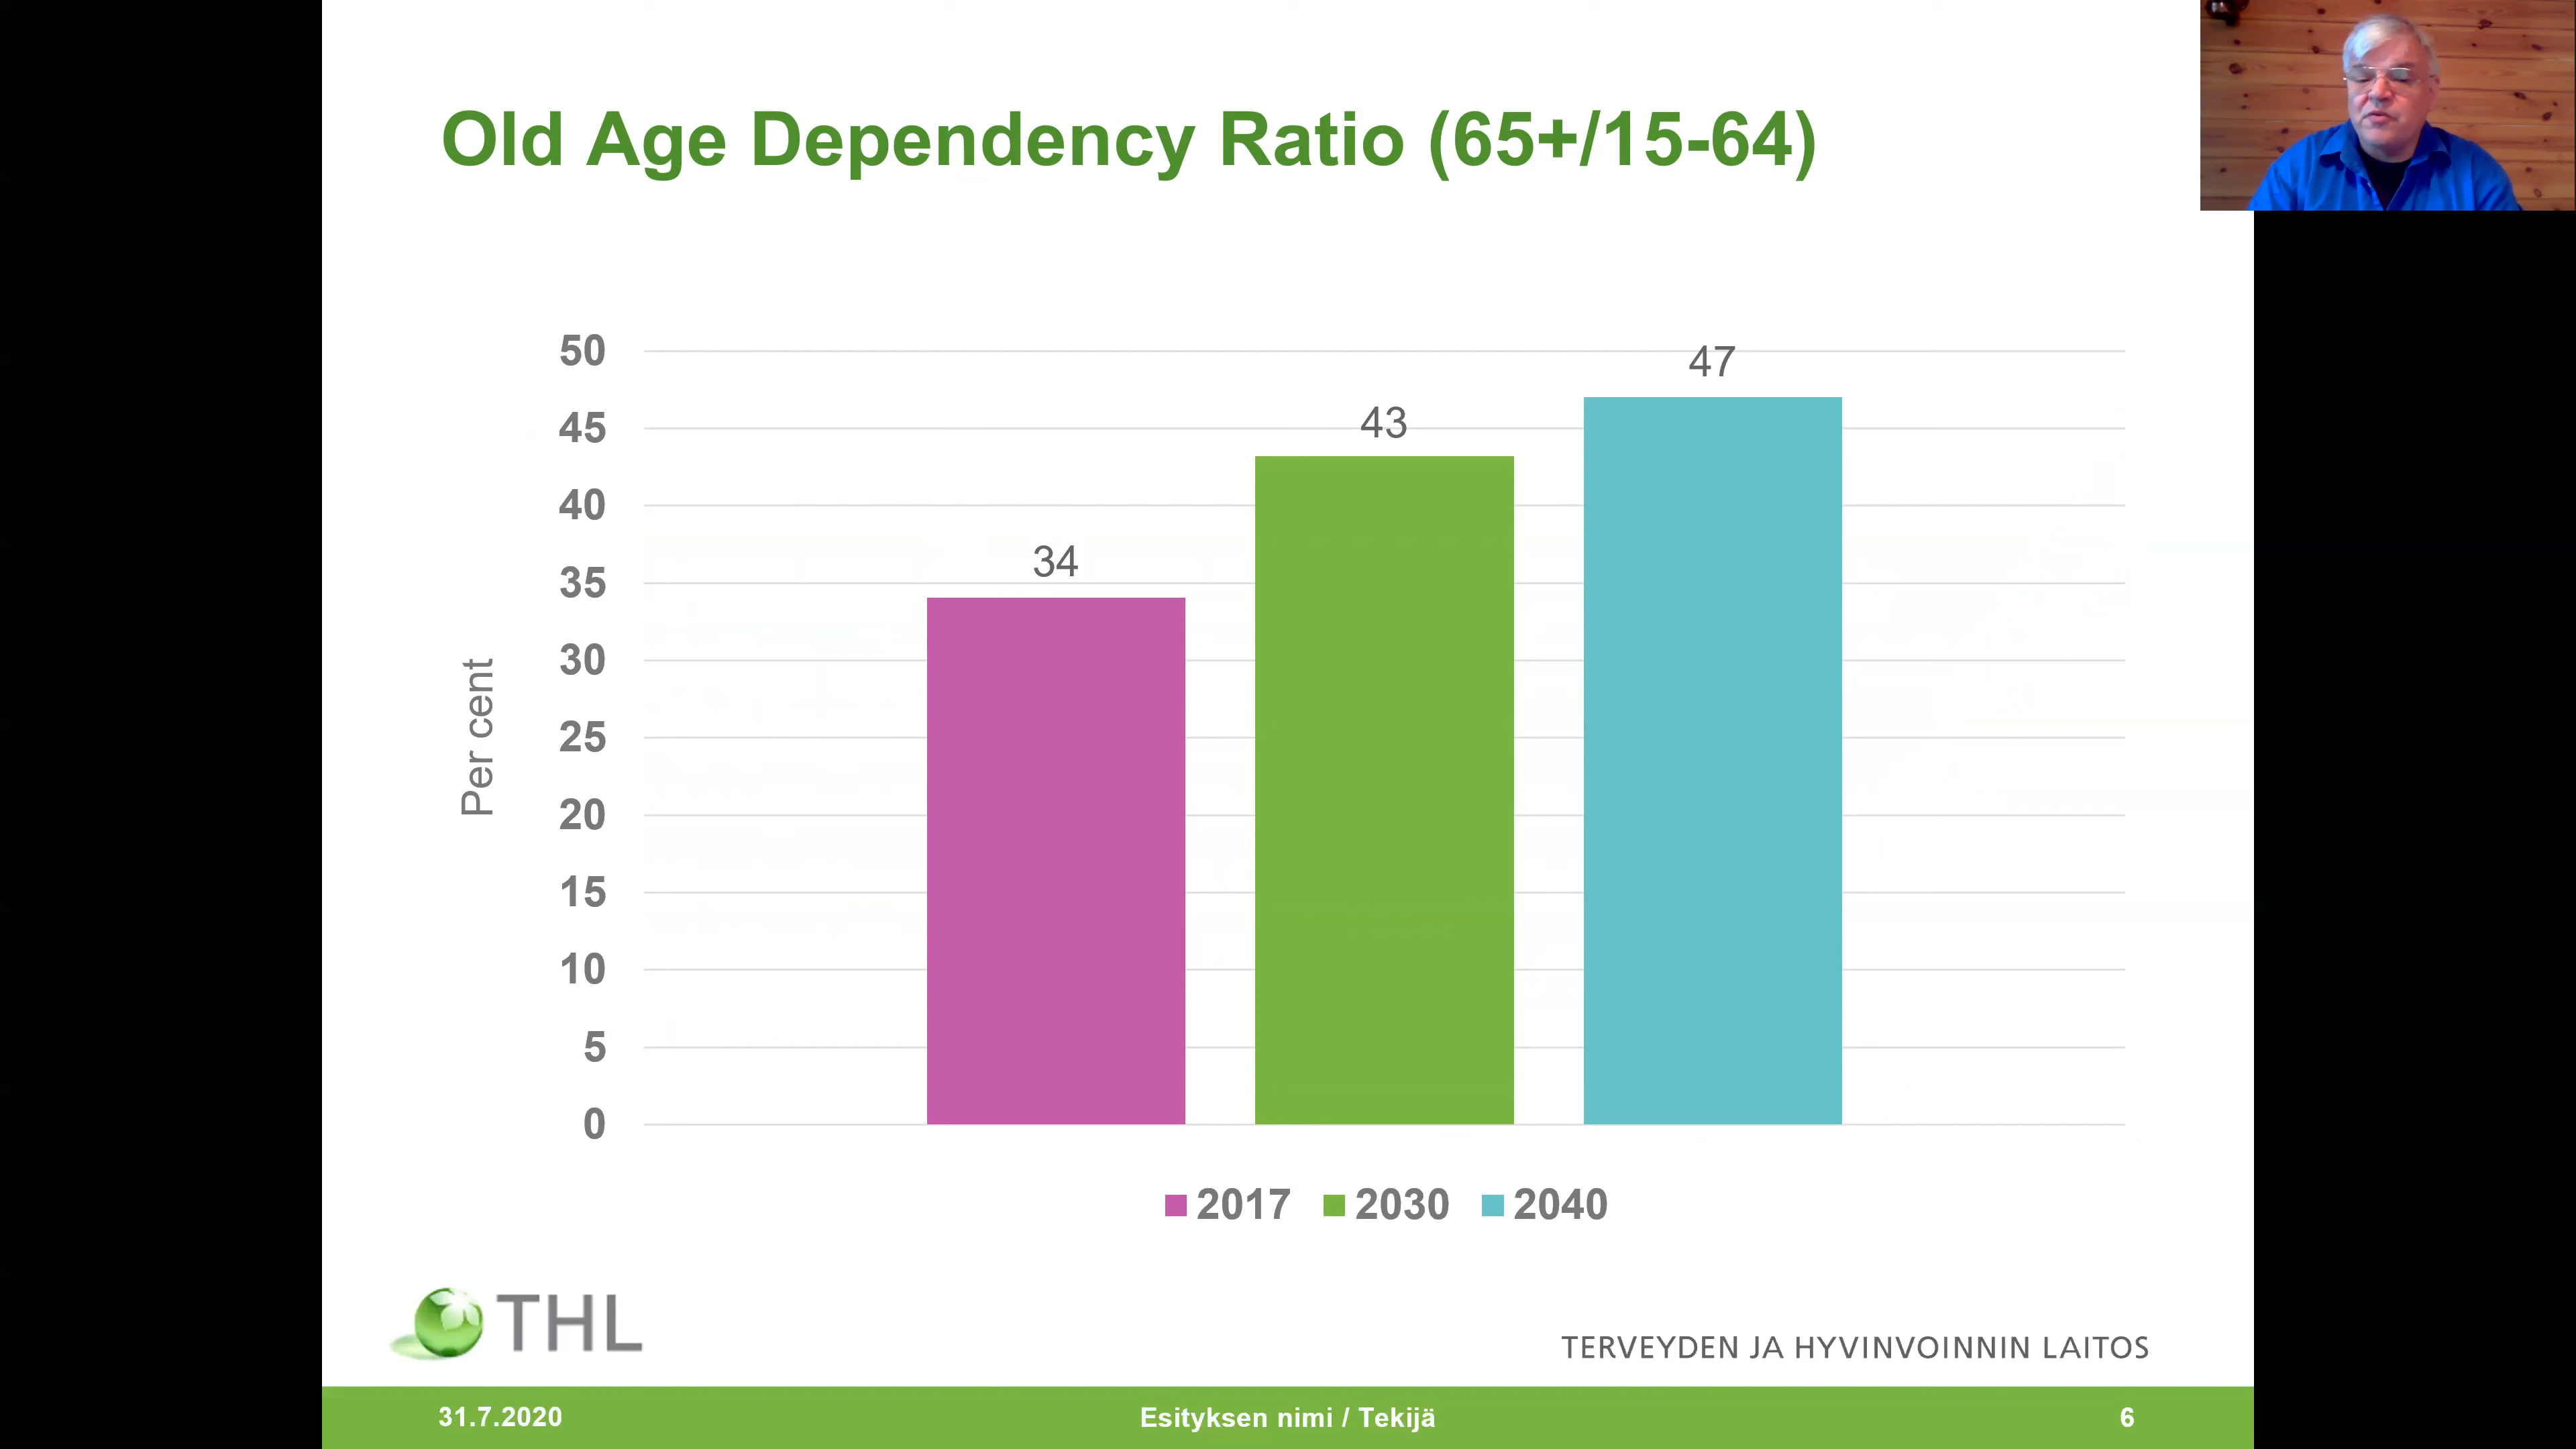 Old Age Dependency Ratio (65+/15-64)
50
45
40
35
30
25
20
15
10
5
0
Per cent
34
43
47
2017 2030 2040
THL
TERVEYDEN JA HYVINVOINNIN LAITOS
31.7.2020 Esityksen nimi / Tekijä 6